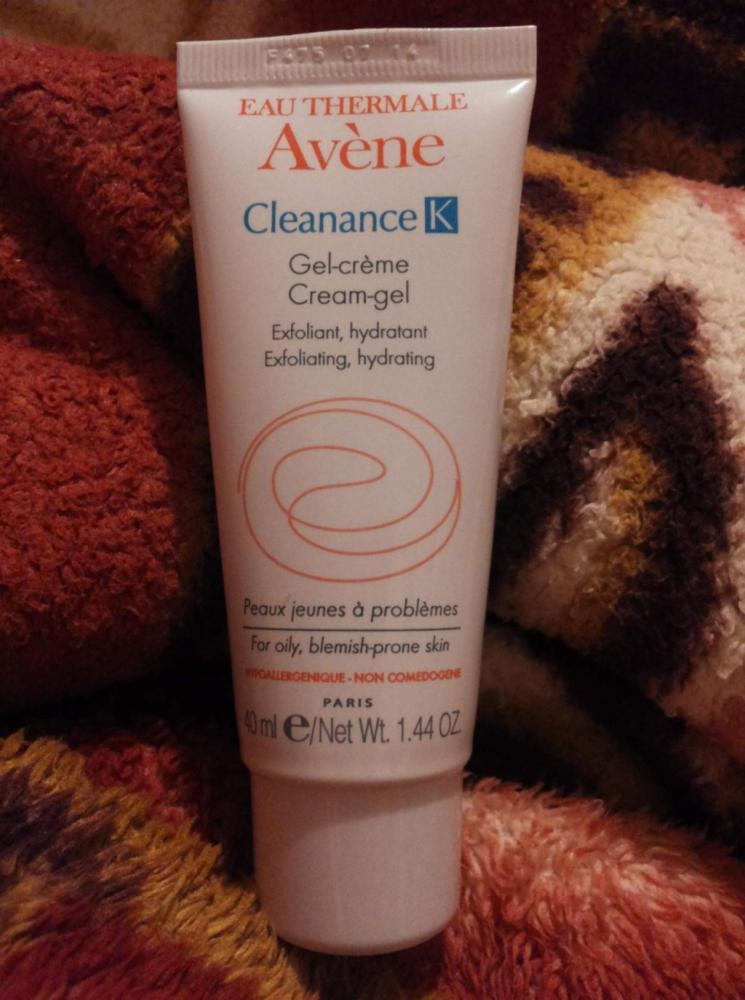 EAU THERMALE
Avène
Cleanance K
Gel-crème
Cream-gel
Exfoliant, hydratant
Exfoliating, hydrating
Peaux jeunes à problèmes
For oily, blemish-prone skin
HYPOALLERGENIQUE - NON COMEDOGENE
PARIS
40 ml e/Net Wt. 1.44 OZ.